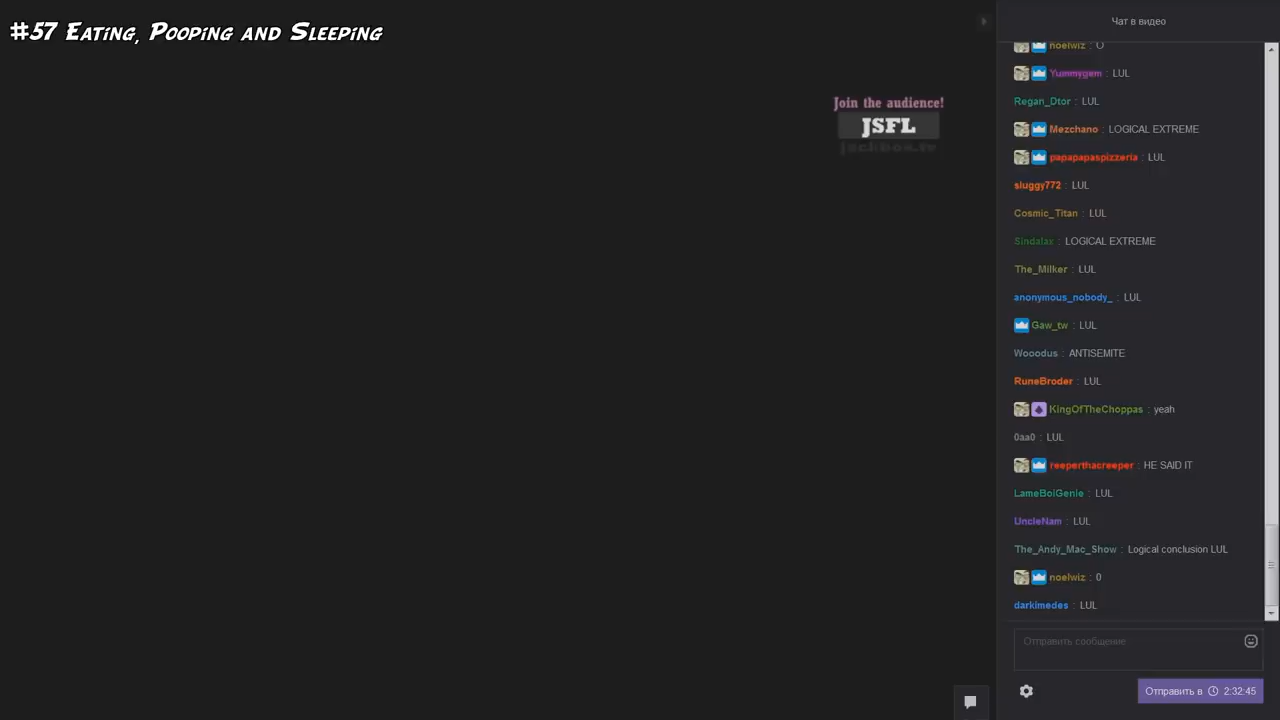 #57 Eating, Pooping and Sleeping
Join the audience!
JSFL
jackbox.tv
Чат в видео
noelwiz : O
Yummygem : LUL
Regan_Dtor : LUL
Mezchano : LOGICAL EXTREME
papapapaspizzeria : LUL
sluggy772 : LUL
Cosmic_Titan : LUL
Sindalax : LOGICAL EXTREME
The_Milker : LUL
anonymous_nobody_ : LUL
Gaw_tw : LUL
Wooodus : ANTISEMITE
RuneBroder : LUL
KingOfTheChoppas : yeah
0aa0 : LUL
reeperthacreeper : HE SAID IT
LameBoiGenie : LUL
UncleNam : LUL
The_Andy_Mac_Show : Logical conclusion LUL
noelwiz : 0
darkimedes : LUL
Отправить сообщение
Отправить в 2:32:45